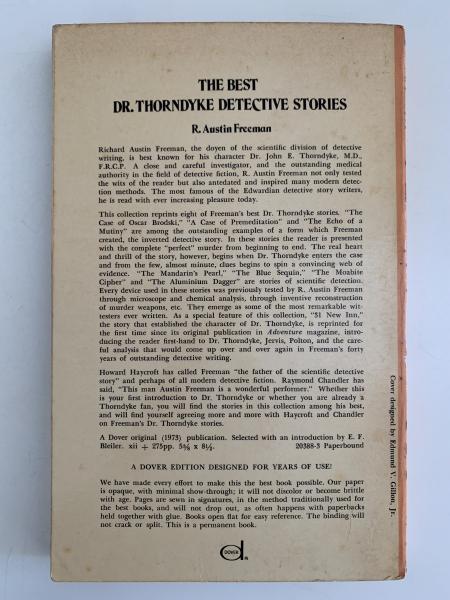 THE BEST
DR. THORNDYKE DETECTIVE STORIES
R. Austin Freeman
Richard Austin Freeman, the doyen of the scientific division of detective
writing, is best known for his character Dr. John E. Thorndyke, M.D.,
F.R.C.P. A close and careful investigator, and the outstanding medical
authority in the field of detective fiction, R. Austin Freeman not only tested
the wits of the reader but also antedated and inspired many modern detec-
tion methods. The most famous of the Edwardian detective story writers,
he is read with ever increasing pleasure today.
This collection reprints eight of Freeman's best Dr. Thorndyke stories. "The
Case of Oscar Brodski," "A Case of Premeditation" and "The Echo of a
Mutiny" are among the outstanding examples of a form which Freeman
created, the inverted detective story. In these stories the reader is presented
with the complete "perfect" murder from beginning to end. The real heart
and thrill of the story, however, begins when Dr. Thorndyke enters the case
and from the few, almost minute, clues begins to spin a convincing web of
evidence. "The Mandarin's Pearl," "The Blue Sequin," "The Moabite
Cipher" and "The Aluminium Dagger" are stories of scientific detection.
Every device used in these stories was previously tested by R. Austin Freeman
through microscope and chemical analysis, through inventive reconstruction
of murder weapons, etc. They emerge as some of the most remarkable wit-
testers ever written. As a special feature of this collection, "31 New Inn,"
the story that established the character of Dr. Thorndyke, is reprinted for
the first time since its original publication in Adventure magazine, intro-
ducing the reader first-hand to Dr. Thorndyke, Jervis, Polton, and the care-
ful analysis that would come up over and over again in Freeman's forty
years of outstanding detective writing.
Howard Haycroft has called Freeman "the father of the scientific detective
story" and perhaps of all modern detective fiction. Raymond Chandler has
said, "This man Austin Freeman is a wonderful performer." Whether this
is your first introduction to Dr. Thorndyke or whether you are already a
Thorndyke fan, you will find the stories in this collection among his best,
and will find yourself agreeing more and more with Haycroft and Chandler
on Freeman's Dr. Thorndyke stories.
A Dover original (1973) publication. Selected with an introduction by E. F.
Bleiler. xii + 275pp. 5⅜ x 8½. 20388-3 Paperbound
A DOVER EDITION DESIGNED FOR YEARS OF USE!
We have made every effort to make this the best book possible. Our paper
is opaque, with minimal show-through; it will not discolor or become brittle
with age. Pages are sewn in signatures, in the method traditionally used for
the best books, and will not drop out, as often happens with paperbacks
held together with glue. Books open flat for easy reference. The binding will
not crack or split. This is a permanent book.
DOVER
Cover designed by Edmund V. Gillon, Jr.